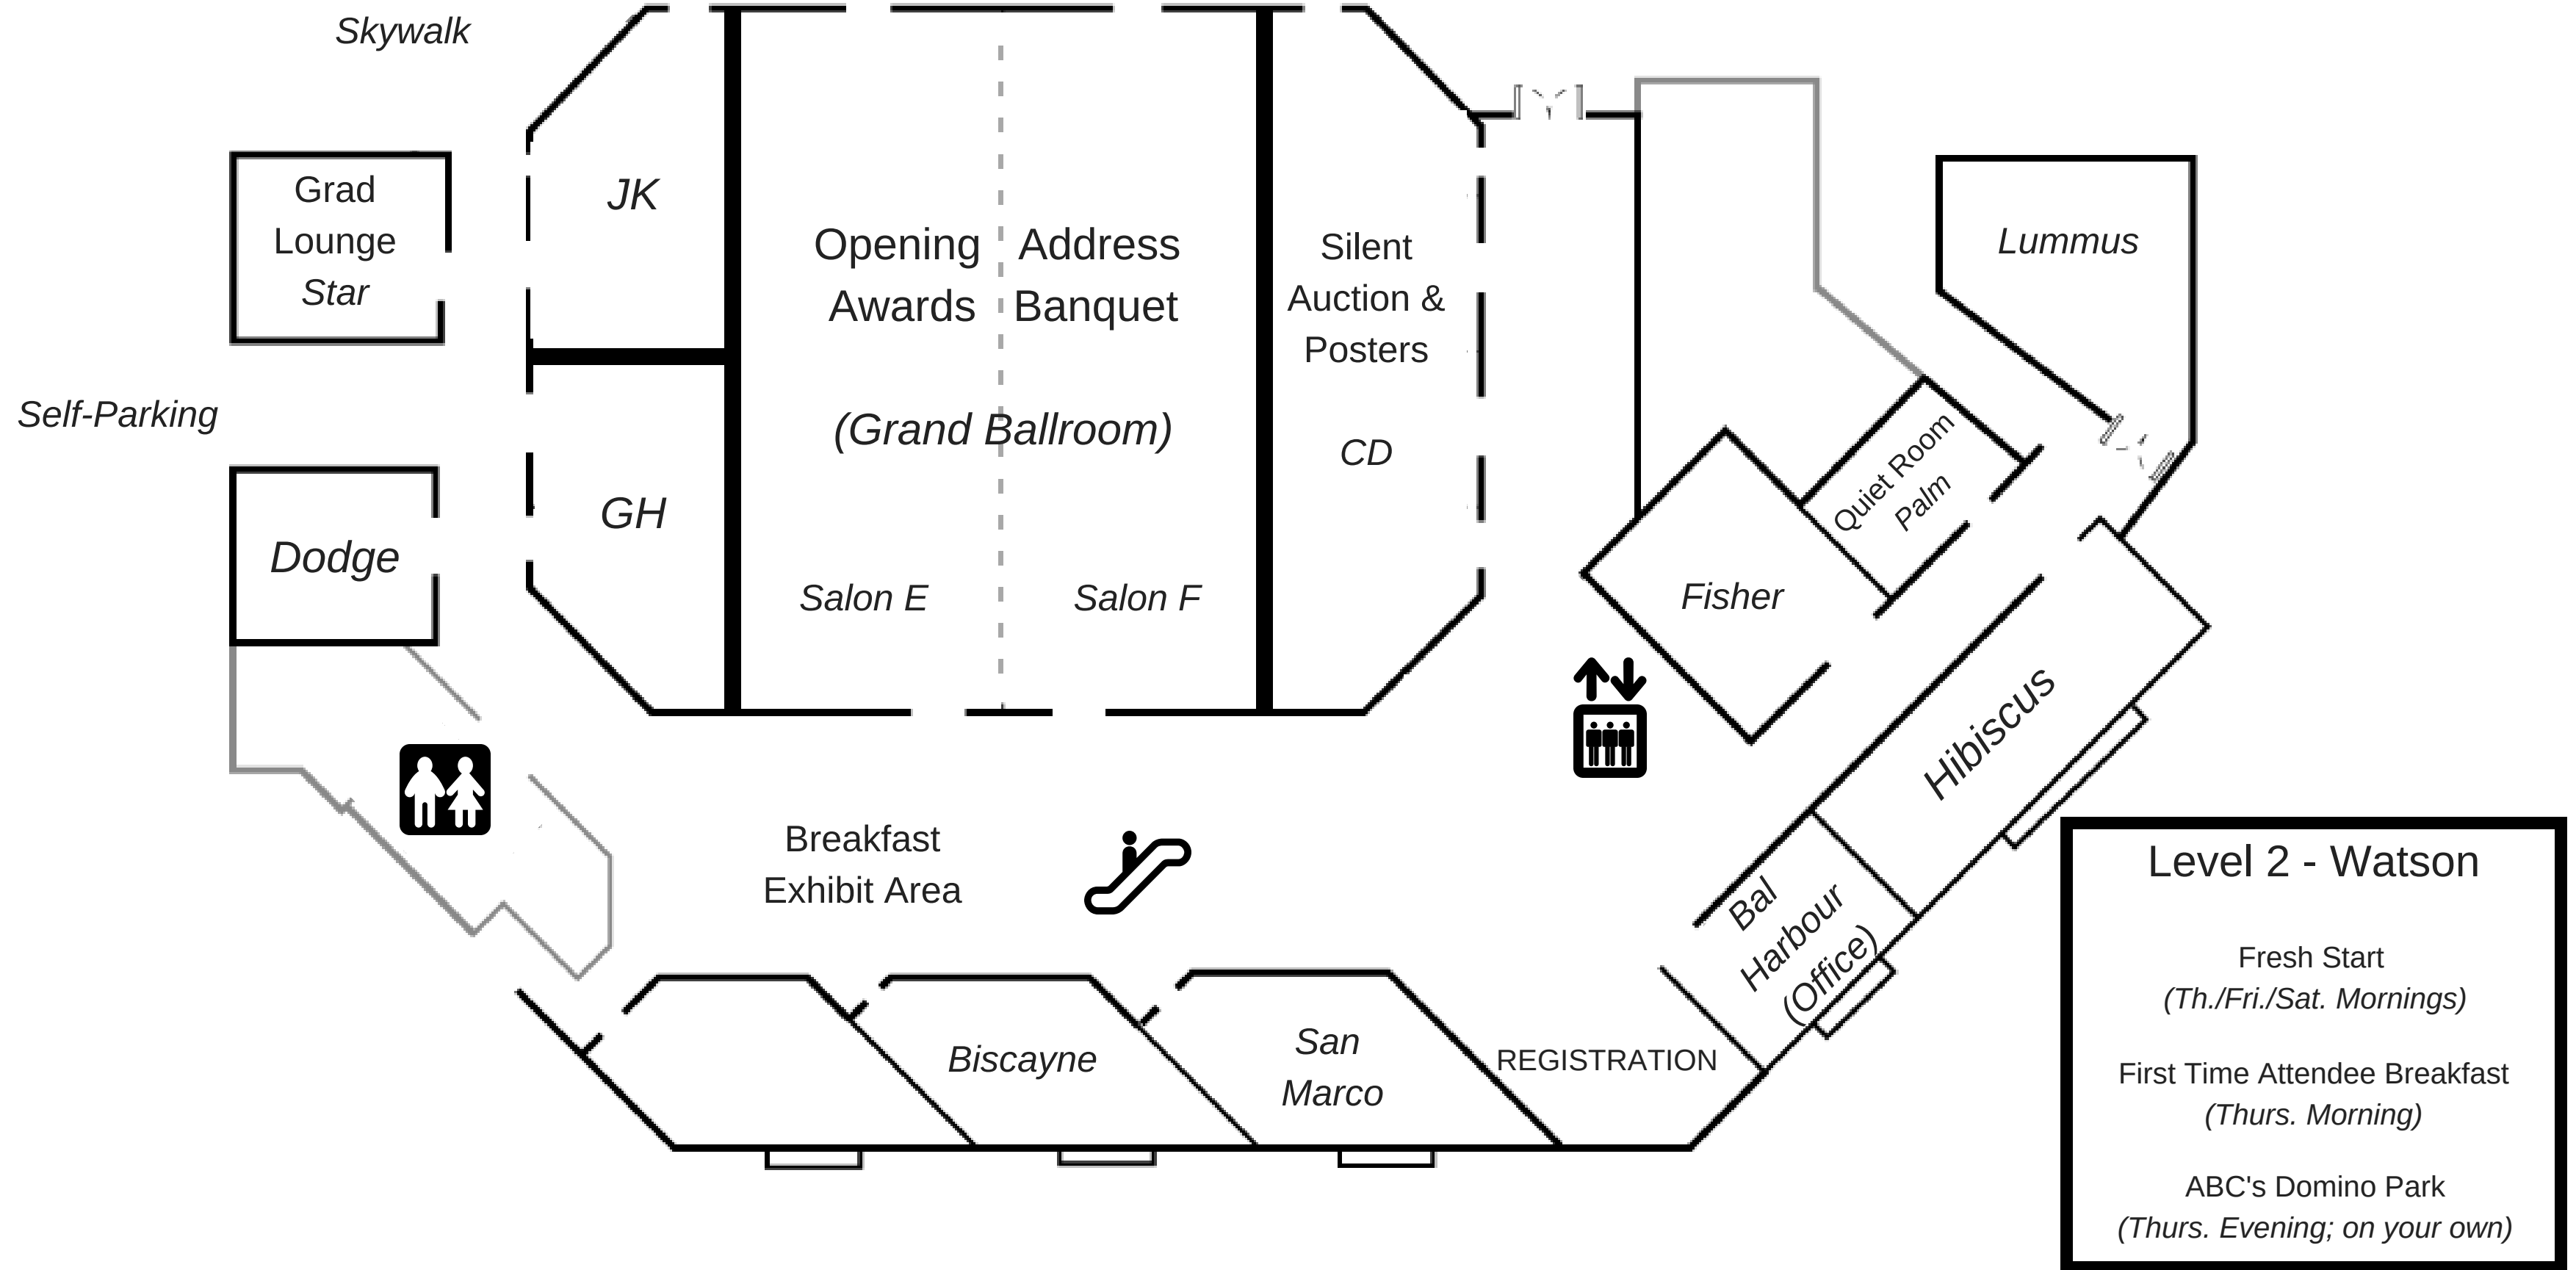 Skywalk
Grad
Lounge
Star
Self-Parking
Dodge
JK
GH
Opening Address
Awards Banquet
(Grand Ballroom)
Salon E
Salon F
Silent
Auction &
Posters
CD
Lummus
Quiet Room
Palm
Fisher
Hibiscus
Bal
Harbour
(Office)
Breakfast
Exhibit Area
Biscayne
San
Marco
REGISTRATION
Level 2 - Watson
Fresh Start
(Th./Fri./Sat. Mornings)
First Time Attendee Breakfast
(Thurs. Morning)
ABC's Domino Park
(Thurs. Evening; on your own)